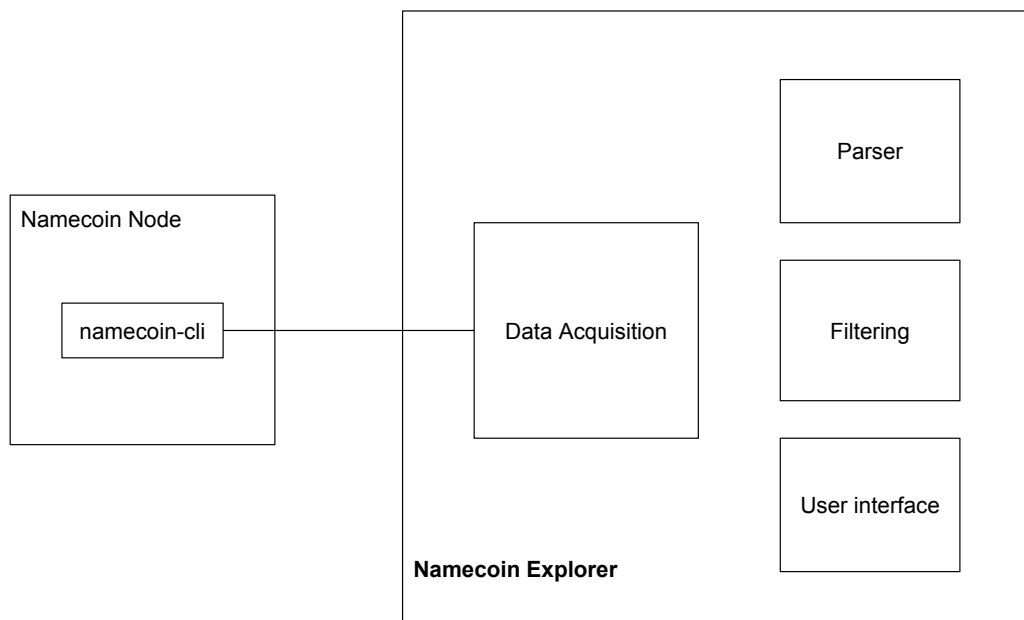 Parser
Namecoin Node
namecoin-cli
Data Acquisition
Filtering
User interface
Namecoin Explorer